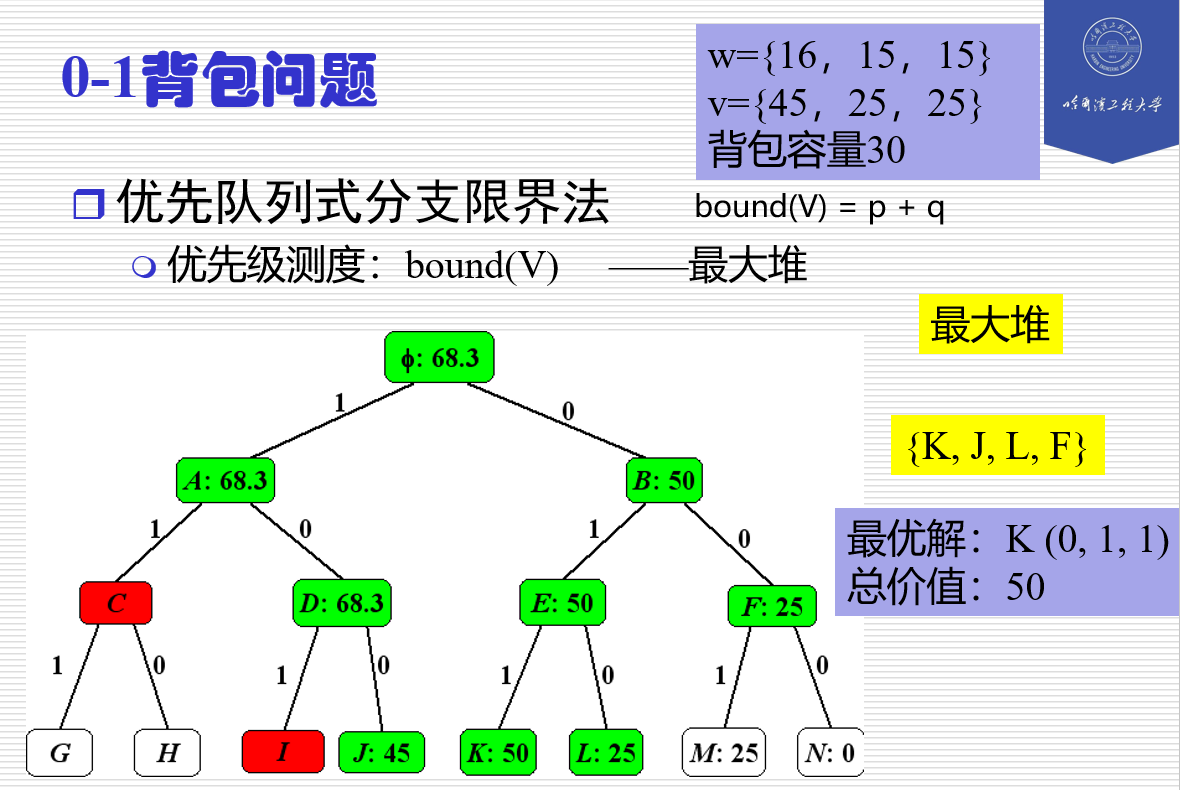 0-1背包问题
w={16，15，15}
v={45，25，25}
背包容量30
哈尔滨工程大学
优先队列式分支限界法
bound(V) = p + q
优先级测度：bound(V) ——最大堆
最大堆
ϕ: 68.3
1 0
{K, J, L, F}
A: 68.3 B: 50
1 0 1 0
最优解：K (0, 1, 1)
总价值：50
C D: 68.3 E: 50 F: 25
1 0 1 0 1 0 1 0
G H I J: 45 K: 50 L: 25 M: 25 N: 0